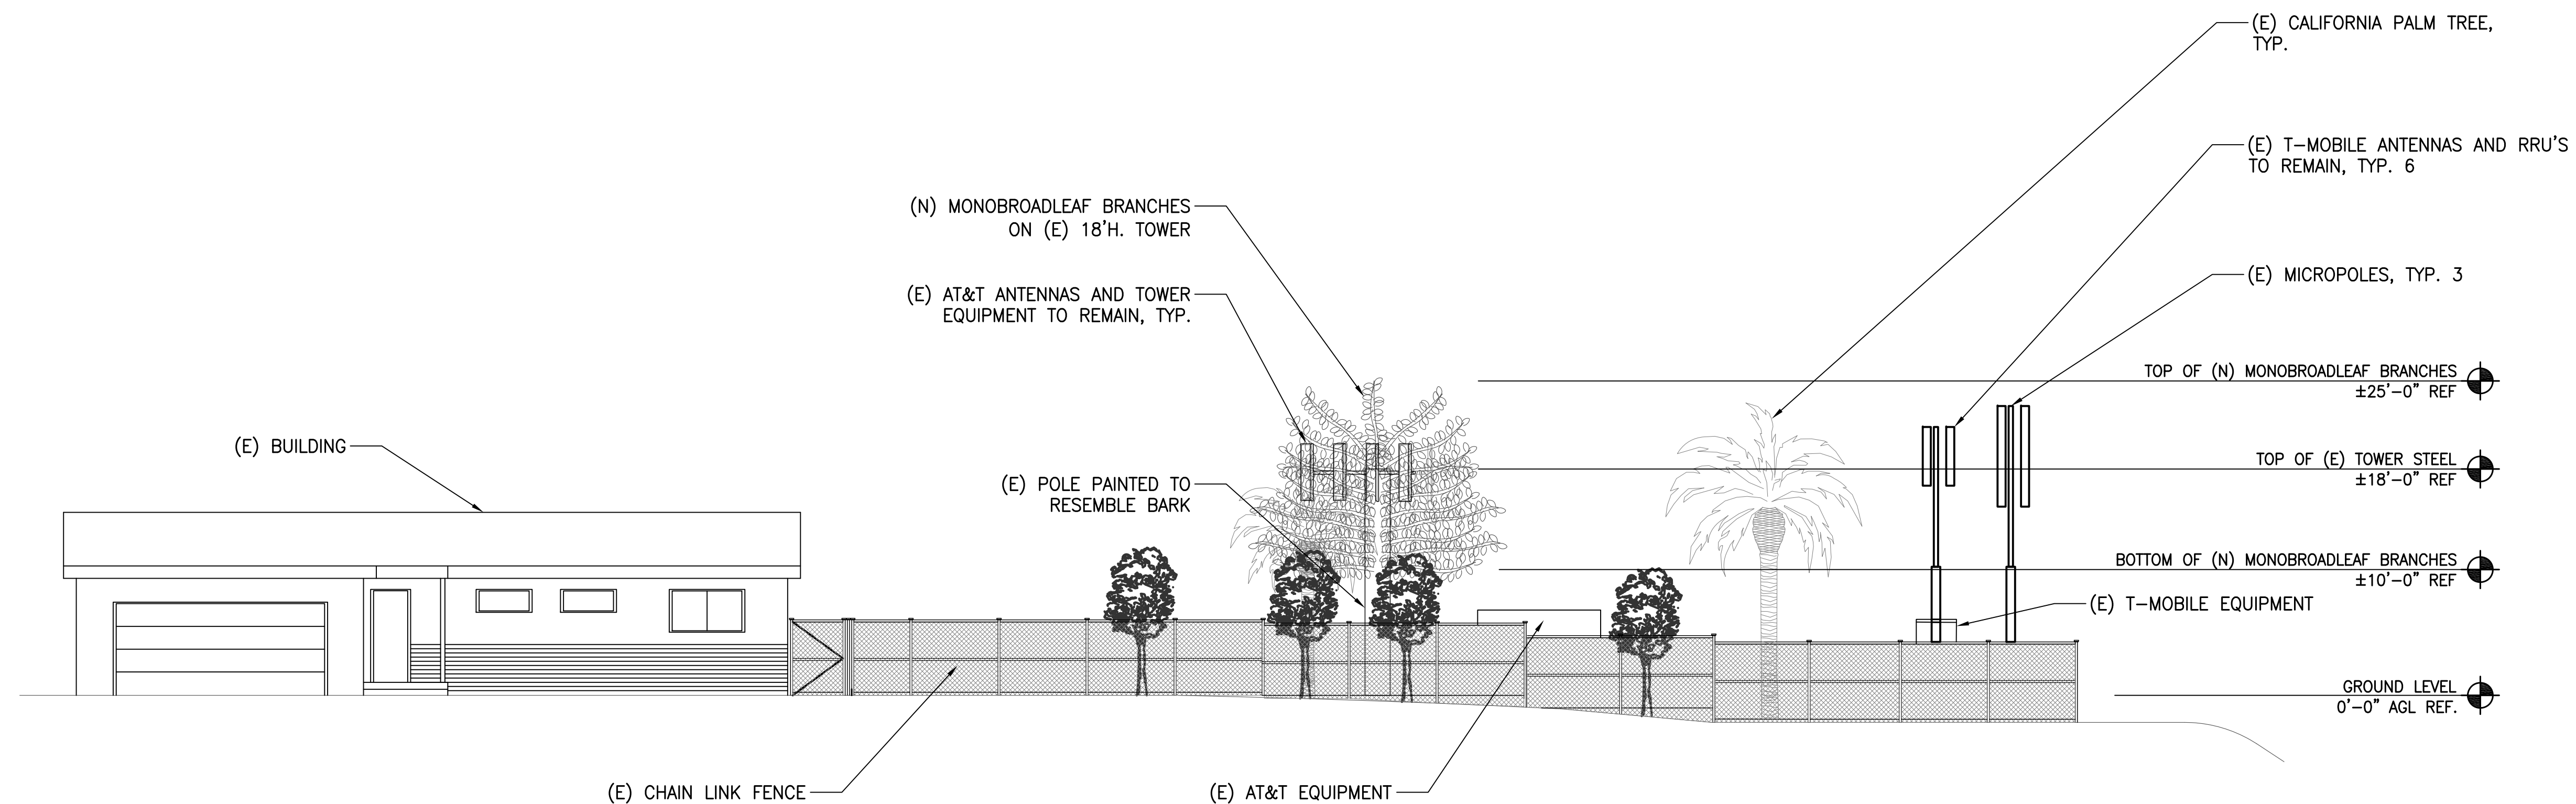 (E) CALIFORNIA PALM TREE,
TYP.
(E) T-MOBILE ANTENNAS AND RRU'S
TO REMAIN, TYP. 6
(N) MONOBROADLEAF BRANCHES
ON (E) 18'H. TOWER
(E) MICROPOLES, TYP. 3
(E) AT&T ANTENNAS AND TOWER
EQUIPMENT TO REMAIN, TYP.
TOP OF (N) MONOBROADLEAF BRANCHES
±25'-0" REF
(E) BUILDING
TOP OF (E) TOWER STEEL
±18'-0" REF
(E) POLE PAINTED TO
RESEMBLE BARK
BOTTOM OF (N) MONOBROADLEAF BRANCHES
±10'-0" REF
(E) T-MOBILE EQUIPMENT
GROUND LEVEL
0'-0" AGL REF.
(E) CHAIN LINK FENCE
(E) AT&T EQUIPMENT